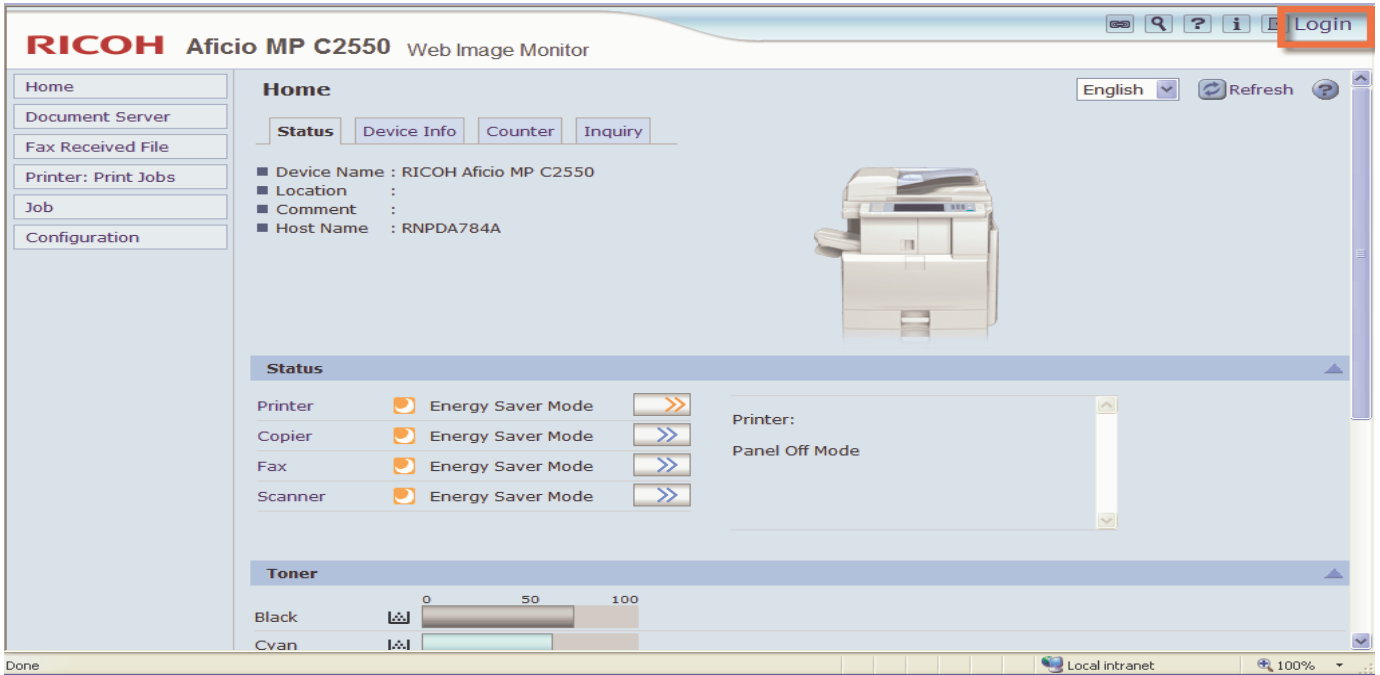 Login
RICOH Aficio MP C2550 Web Image Monitor
Home
Document Server
Fax Received File
Printer: Print Jobs
Job
Configuration
Home
English
Refresh
Status Device Info Counter Inquiry
Device Name : RICOH Aficio MP C2550
Location :
Comment :
Host Name : RNPDA784A
Status
Printer Energy Saver Mode
Copier Energy Saver Mode
Fax Energy Saver Mode
Scanner Energy Saver Mode
Printer:
Panel Off Mode
Toner
0 50 100
Black
Cyan
Done Local intranet 100%